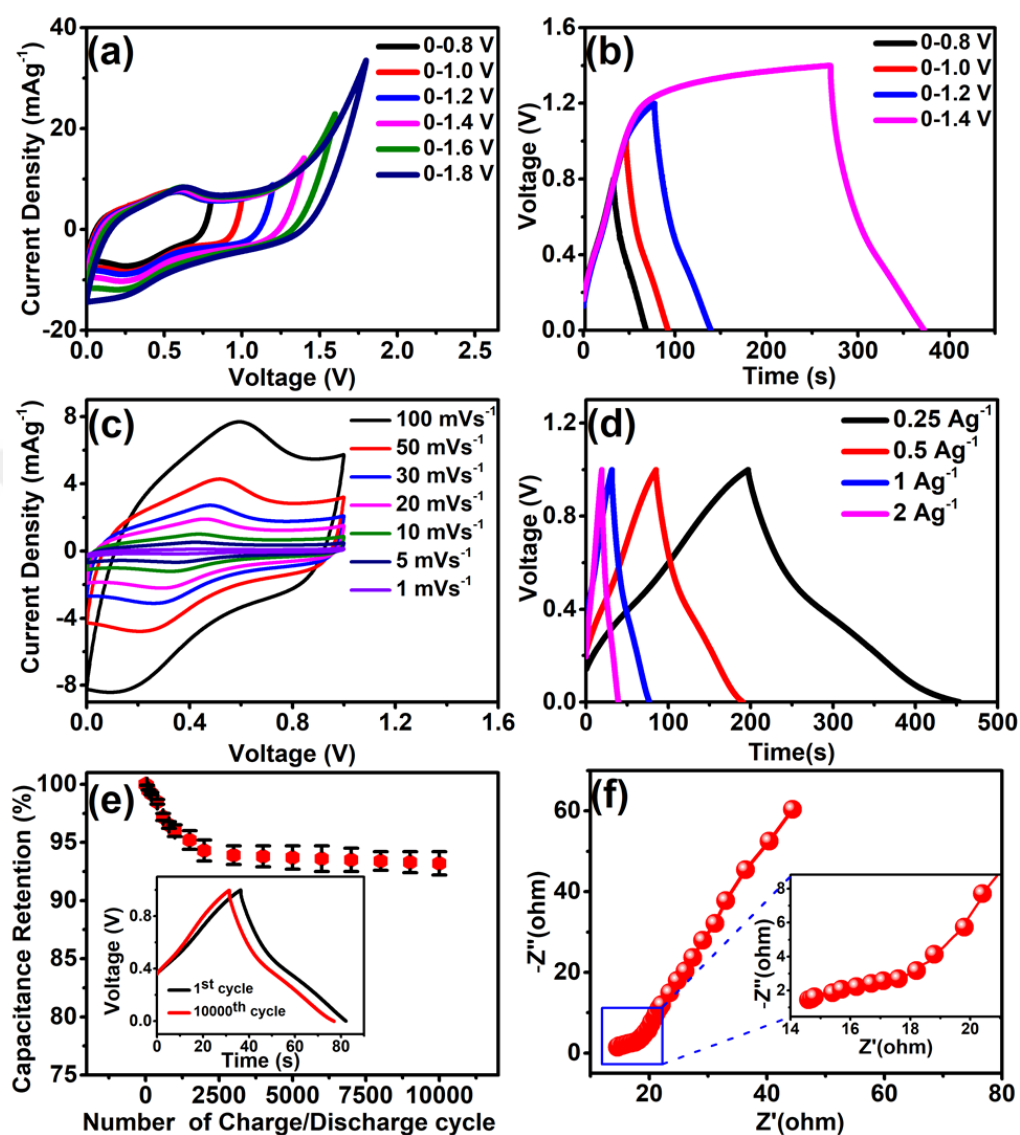 (a)
40
20
0
-20
0.0 0.5 1.0 1.5 2.0 2.5
Voltage (V)
Current Density (mAg⁻¹)
0-0.8 V
0-1.0 V
0-1.2 V
0-1.4 V
0-1.6 V
0-1.8 V
(b)
1.6
1.2
0.8
0.4
0.0
0 100 200 300 400
Time (s)
Voltage (V)
0-0.8 V
0-1.0 V
0-1.2 V
0-1.4 V
(c)
8
4
0
-4
-8
0.0 0.4 0.8 1.2 1.6
Voltage (V)
Current Density (mAg⁻¹)
100 mVs⁻¹
50 mVs⁻¹
30 mVs⁻¹
20 mVs⁻¹
10 mVs⁻¹
5 mVs⁻¹
1 mVs⁻¹
(d)
1.2
0.8
0.4
0.0
0 100 200 300 400 500
Time(s)
Voltage (V)
0.25 Ag⁻¹
0.5 Ag⁻¹
1 Ag⁻¹
2 Ag⁻¹
(e)
100
95
90
85
80
75
0 2500 5000 7500 10000
Number of Charge/Discharge cycle
Capacitance Retention (%)
0.8
0.4
0.0
0 20 40 60 80
Time (s)
Voltage (V)
1ˢᵗ cycle
10000ᵗʰ cycle
(f)
60
40
20
0
20 40 60 80
Z'(ohm)
-Z''(ohm)
8
6
4
2
0
14 16 18 20
Z'(ohm)
-Z''(ohm)